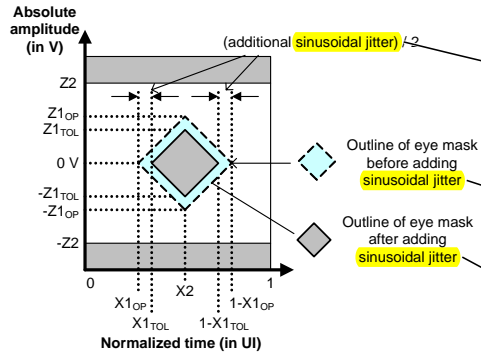 Absolute
amplitude
(in V)
(additional sinusoidal jitter) / 2
Z2
Z1OP
Z1TOL
0 V
-Z1TOL
-Z1OP
-Z2
Outline of eye mask
before adding
sinusoidal jitter
Outline of eye mask
after adding
sinusoidal jitter
0
X2
1
X1OP
1-X1OP
X1TOL
1-X1TOL
Normalized time (in UI)